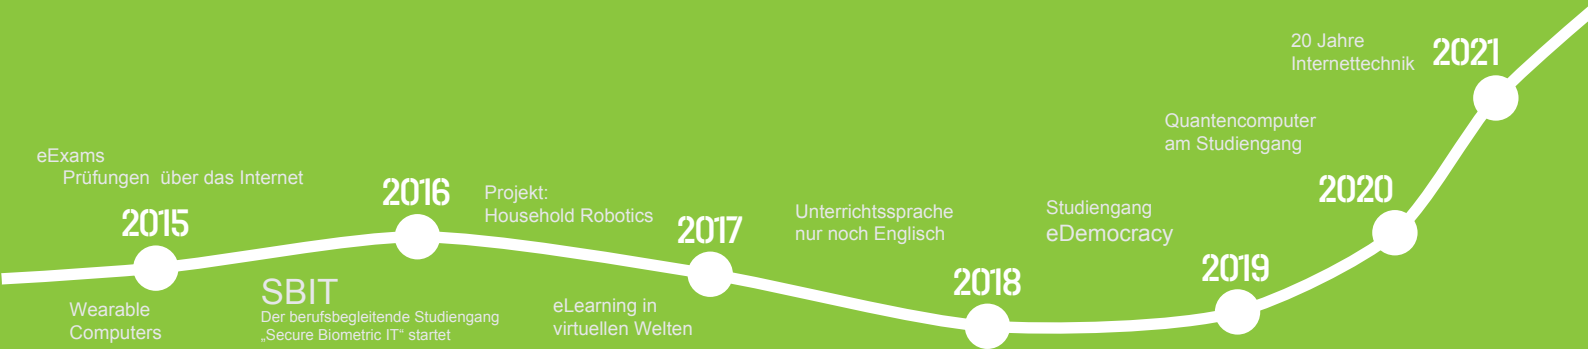 eExams
Prüfungen über das Internet
2015
Wearable
Computers
SBIT
Der berufsbegleitende Studiengang
„Secure Biometric IT“ startet
2016
Projekt:
Household Robotics
eLearning in
virtuellen Welten
2017
Unterrichtssprache
nur noch Englisch
2018
Studiengang
eDemocracy
2019
Quantencomputer
am Studiengang
2020
20 Jahre
Internettechnik
2021